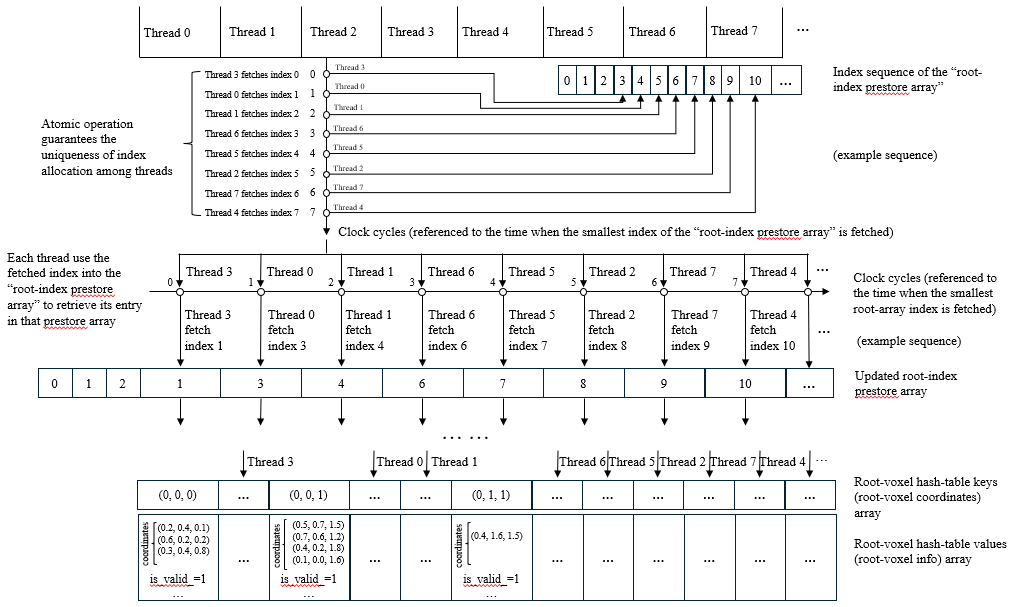 Thread 0 Thread 1 Thread 2 Thread 3 Thread 4 Thread 5 Thread 6 Thread 7 ...
Thread 3 fetches index 0 0 Thread 3
Thread 0 fetches index 1 1 Thread 0
Thread 1 fetches index 2 2 Thread 1
Thread 6 fetches index 3 3 Thread 6
Thread 5 fetches index 4 4 Thread 5
Thread 2 fetches index 5 5 Thread 2
Thread 7 fetches index 6 6 Thread 7
Thread 4 fetches index 7 7 Thread 4
0 1 2 3 4 5 6 7 8 9 10 ...
Index sequence of the “root-
index prestore array”
(example sequence)
Atomic operation
guarantees the
uniqueness of index
allocation among threads
Clock cycles (referenced to the time when the smallest index of the “root-index prestore array” is fetched)
Each thread use the
fetched index into the
“root-index prestore
array” to retrieve its entry
in that prestore array
Thread 3 Thread 0 Thread 1 Thread 6 Thread 5 Thread 2 Thread 7 Thread 4 ...
0 1 2 3 4 5 6 7
Clock cycles (referenced to
the time when the smallest
root-array index is fetched)
Thread 3 Thread 0 Thread 1 Thread 6 Thread 5 Thread 2 Thread 7 Thread 4
fetch fetch fetch fetch fetch fetch fetch fetch ...
index 1 index 3 index 4 index 6 index 7 index 8 index 9 index 10
(example sequence)
0 1 2 1 3 4 6 7 8 9 10 ...
Updated root-index
prestore array
... ...
Thread 3 Thread 0 Thread 1 Thread 6 Thread 5 Thread 2 Thread 7 Thread 4 ...
(0, 0, 0) ... (0, 0, 1) ... ... (0, 1, 1) ... ... ... ...
Root-voxel hash-table keys
(root-voxel coordinates)
array
coordinates
(0.2, 0.4, 0.1)
(0.6, 0.2, 0.2)
(0.3, 0.4, 0.8)
is_valid_=1
...
...
coordinates
(0.5, 0.7, 1.5)
(0.7, 0.6, 1.2)
(0.4, 0.2, 1.8)
(0.1, 0.0, 1.6)
is_valid_=1
...
... ...
coordinates
(0.4, 1.6, 1.5)
is_valid_=1
...
... ... ... ...
Root-voxel hash-table values
(root-voxel info) array